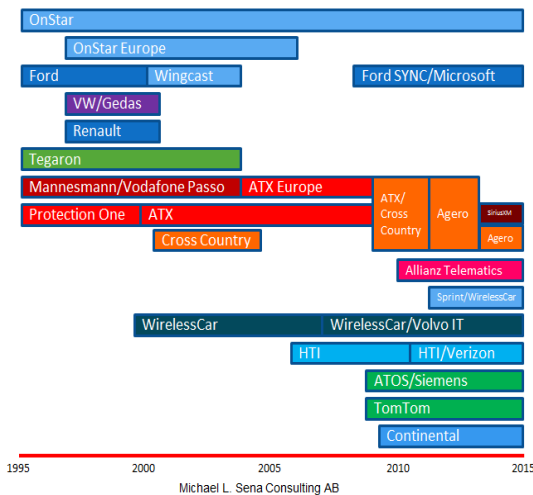 OnStar
OnStar Europe
Ford Wingcast Ford SYNC/Microsoft
VW/Gedas
Renault
Tegaron
Mannesmann/Vodafone Passo ATX Europe
ATX/
Cross
Country
Agero
Protection One ATX
SiriusXM
Cross Country
Agero
Allianz Telematics
Sprint/WirelessCar
WirelessCar WirelessCar/Volvo IT
HTI HTI/Verizon
ATOS/Siemens
TomTom
Continental
1995 2000 2005 2010 2015
Michael L. Sena Consulting AB